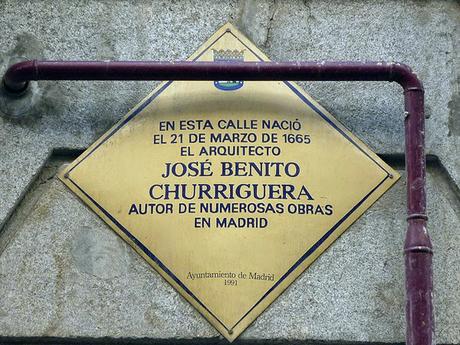 EN ESTA CALLE NACIÓ
EL 21 DE MARZO DE 1665
EL ARQUITECTO
JOSÉ BENITO
CHURRIGUERA
AUTOR DE NUMEROSAS OBRAS
EN MADRID
Ayuntamiento de Madrid
1991